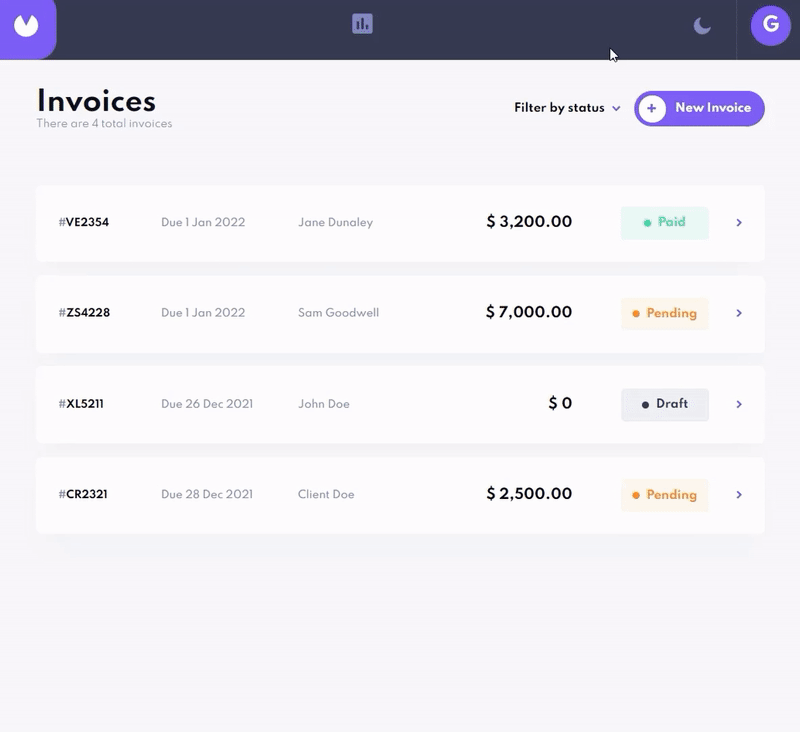 G
Invoices
There are 4 total invoices
Filter by status
+ New Invoice
#VE2354 Due 1 Jan 2022 Jane Dunaley $ 3,200.00 Paid
#ZS4228 Due 1 Jan 2022 Sam Goodwell $ 7,000.00 Pending
#XL5211 Due 26 Dec 2021 John Doe $ 0 Draft
#CR2321 Due 28 Dec 2021 Client Doe $ 2,500.00 Pending